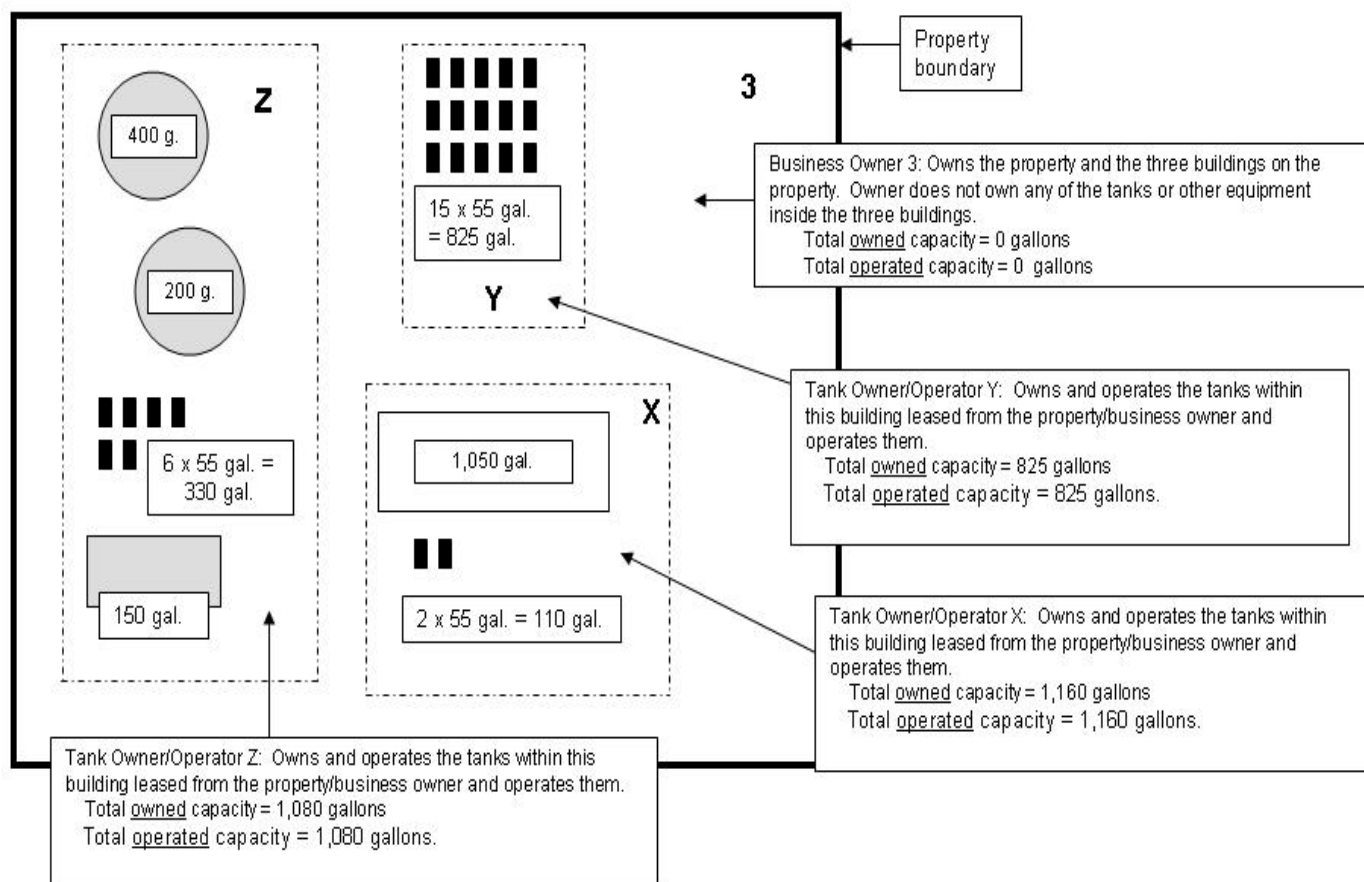 Property
boundary
Z
3
400 g.
15 x 55 gal.
= 825 gal.
Business Owner 3: Owns the property and the three buildings on the
property. Owner does not own any of the tanks or other equipment
inside the three buildings.
Total owned capacity = 0 gallons
Total operated capacity = 0 gallons
200 g.
Y
Tank Owner/Operator Y: Owns and operates the tanks within
this building leased from the property/business owner and
operates them.
Total owned capacity = 825 gallons
Total operated capacity = 825 gallons.
X
1,050 gal.
6 x 55 gal. =
330 gal.
150 gal.
2 x 55 gal. = 110 gal.
Tank Owner/Operator X: Owns and operates the tanks within
this building leased from the property/business owner and
operates them.
Total owned capacity = 1,160 gallons
Total operated capacity = 1,160 gallons.
Tank Owner/Operator Z: Owns and operates the tanks within this
building leased from the property/business owner and operates them.
Total owned capacity = 1,080 gallons
Total operated capacity = 1,080 gallons.